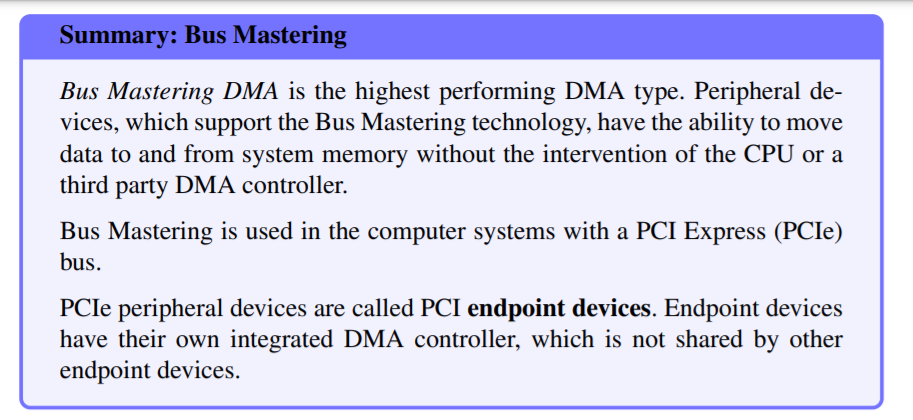 Summary: Bus Mastering
Bus Mastering DMA is the highest performing DMA type. Peripheral de-
vices, which support the Bus Mastering technology, have the ability to move
data to and from system memory without the intervention of the CPU or a
third party DMA controller.
Bus Mastering is used in the computer systems with a PCI Express (PCIe)
bus.
PCIe peripheral devices are called PCI endpoint devices. Endpoint devices
have their own integrated DMA controller, which is not shared by other
endpoint devices.